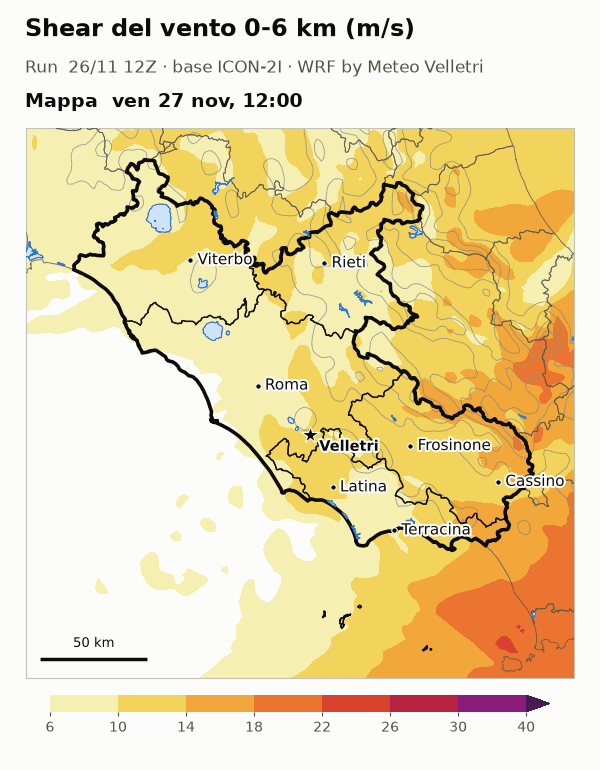 Shear del vento 0-6 km (m/s)
Run  26/11 12Z · base ICON-2I · WRF by Meteo Velletri
Mappa  ven 27 nov, 12:00
Viterbo
Rieti
Roma
Velletri
Frosinone
Cassino
Latina
Terracina
50 km
6 10 14 18 22 26 30 40